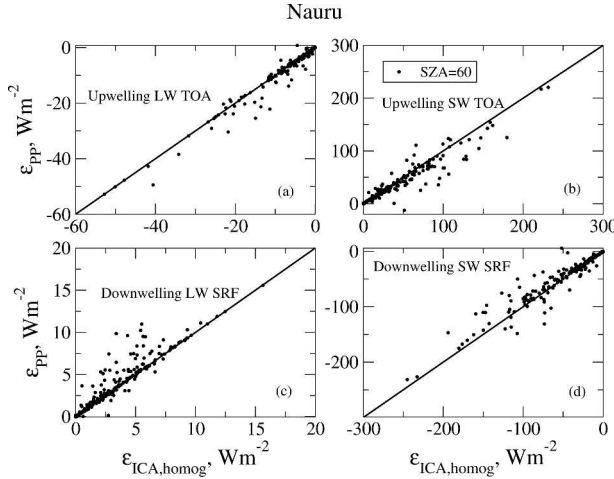 Nauru
0
-20
-40
-60
ε_PP, Wm⁻²
Upwelling LW TOA
(a)
-60 -40 -20 0
300
200
100
0
SZA=60
Upwelling SW TOA
(b)
0 100 200 300
20
15
10
5
0
ε_PP, Wm⁻²
Downwelling LW SRF
(c)
0 5 10 15 20
ε_ICA,homog, Wm⁻²
0
-100
-200
Downwelling SW SRF
(d)
-300 -200 -100 0
ε_ICA,homog, Wm⁻²